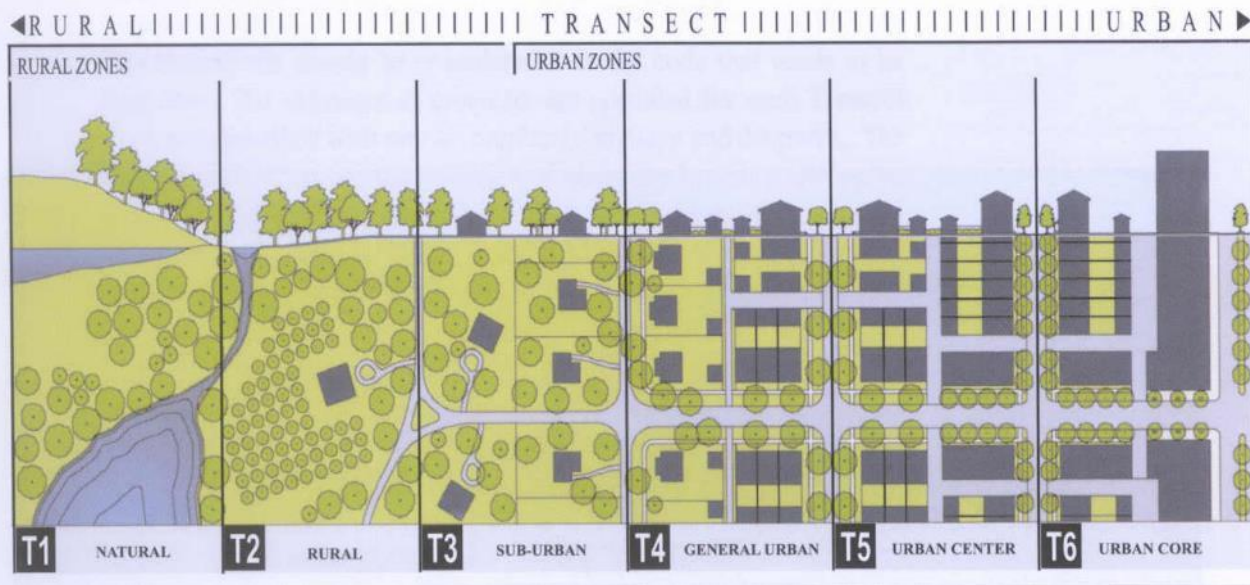 RURAL TRANSECT URBAN
RURAL ZONES URBAN ZONES
T1 NATURAL T2 RURAL T3 SUB-URBAN T4 GENERAL URBAN T5 URBAN CENTER T6 URBAN CORE